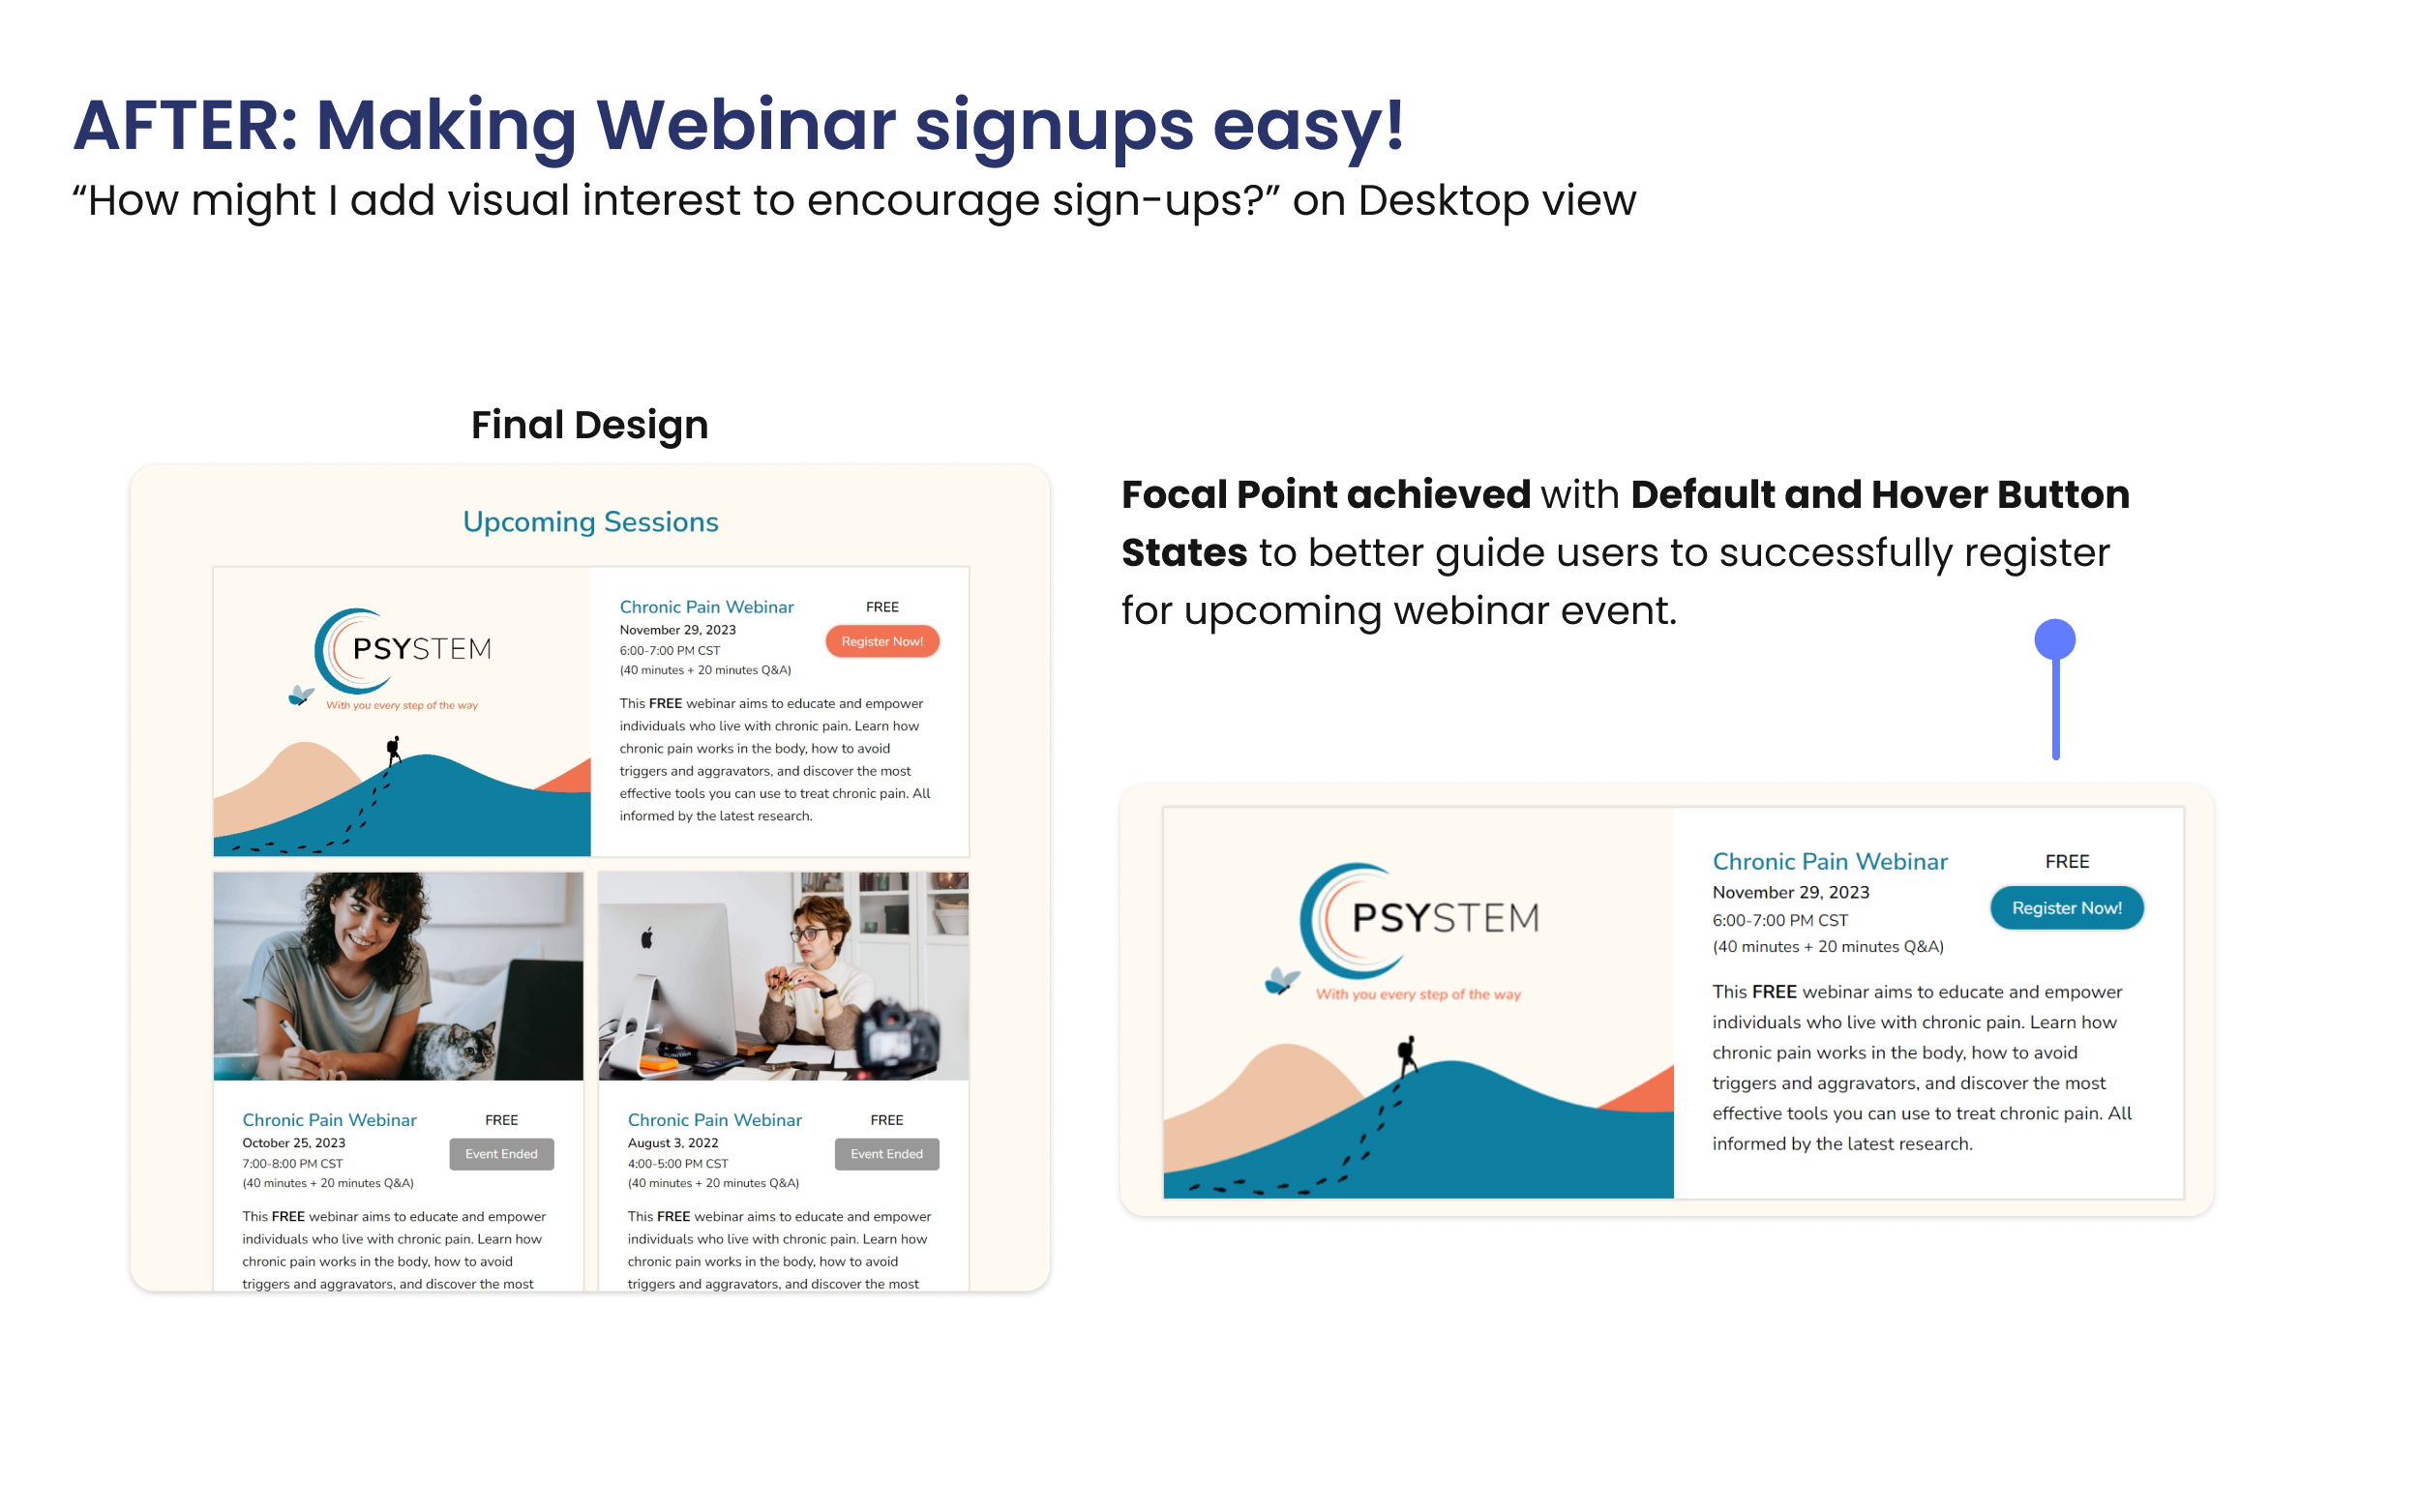 AFTER: Making Webinar signups easy!
“How might I add visual interest to encourage sign-ups?” on Desktop view
Final Design
Upcoming Sessions
PSYSTEM
With you every step of the way
Chronic Pain Webinar
November 29, 2023
6:00-7:00 PM CST
(40 minutes + 20 minutes Q&A)
FREE
Register Now!
This FREE webinar aims to educate and empower
individuals who live with chronic pain. Learn how
chronic pain works in the body, how to avoid
triggers and aggravators, and discover the most
effective tools you can use to treat chronic pain. All
informed by the latest research.
Chronic Pain Webinar
October 25, 2023
7:00-8:00 PM CST
(40 minutes + 20 minutes Q&A)
FREE
Event Ended
This FREE webinar aims to educate and empower
individuals who live with chronic pain. Learn how
chronic pain works in the body, how to avoid
triggers and aggravators, and discover the most
Chronic Pain Webinar
August 3, 2022
4:00-5:00 PM CST
(40 minutes + 20 minutes Q&A)
FREE
Event Ended
This FREE webinar aims to educate and empower
individuals who live with chronic pain. Learn how
chronic pain works in the body, how to avoid
triggers and aggravators, and discover the most
Focal Point achieved with Default and Hover Button
States to better guide users to successfully register
for upcoming webinar event.
PSYSTEM
With you every step of the way
Chronic Pain Webinar
November 29, 2023
6:00-7:00 PM CST
(40 minutes + 20 minutes Q&A)
FREE
Register Now!
This FREE webinar aims to educate and empower
individuals who live with chronic pain. Learn how
chronic pain works in the body, how to avoid
triggers and aggravators, and discover the most
effective tools you can use to treat chronic pain. All
informed by the latest research.